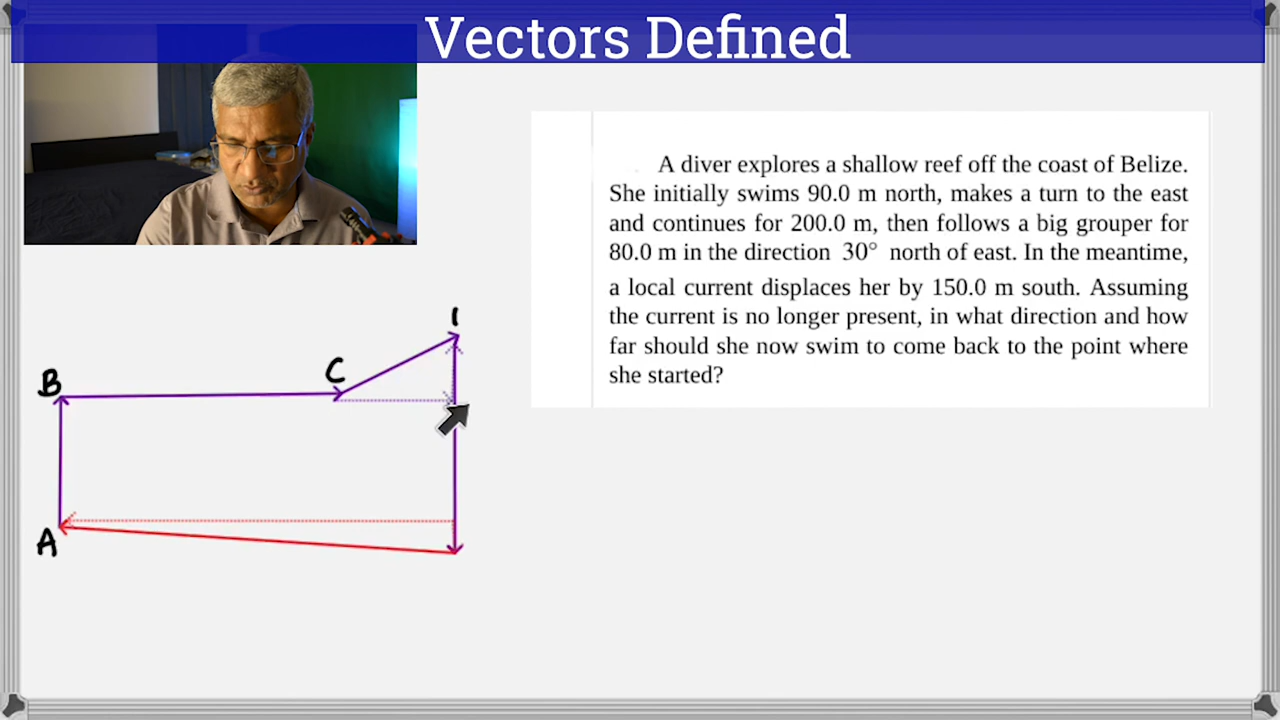 Vectors Defined
A diver explores a shallow reef off the coast of Belize.
She initially swims 90.0 m north, makes a turn to the east
and continues for 200.0 m, then follows a big grouper for
80.0 m in the direction 30° north of east. In the meantime,
a local current displaces her by 150.0 m south. Assuming
the current is no longer present, in what direction and how
far should she now swim to come back to the point where
she started?
B
C
A